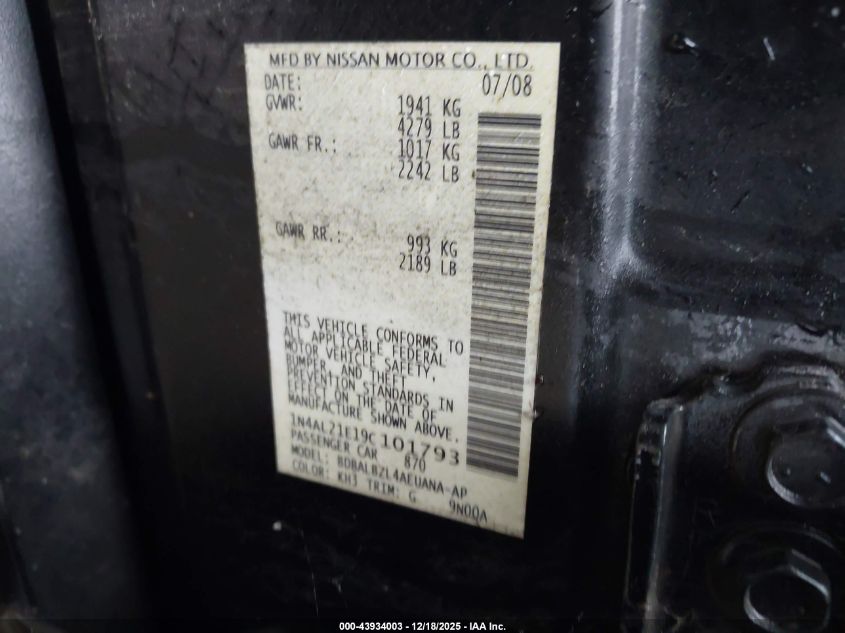 MFD BY NISSAN MOTOR CO., LTD.
DATE: 07/08
GVWR: 1941 KG
4279 LB
GAWR FR.: 1017 KG
2242 LB
GAWR RR.: 993 KG
2189 LB
THIS VEHICLE CONFORMS TO
ALL APPLICABLE FEDERAL
MOTOR VEHICLE SAFETY,
BUMPER, AND THEFT
PREVENTION STANDARDS IN
EFFECT ON THE DATE OF
MANUFACTURE SHOWN ABOVE.
1N4AL21E19C101793
PASSENGER CAR 870
MODEL: BDBALBZL4AEUANA-AP
COLOR: KH3 TRIM: G 9N00A
000-43934003 — 12/18/2025 — IAA Inc.